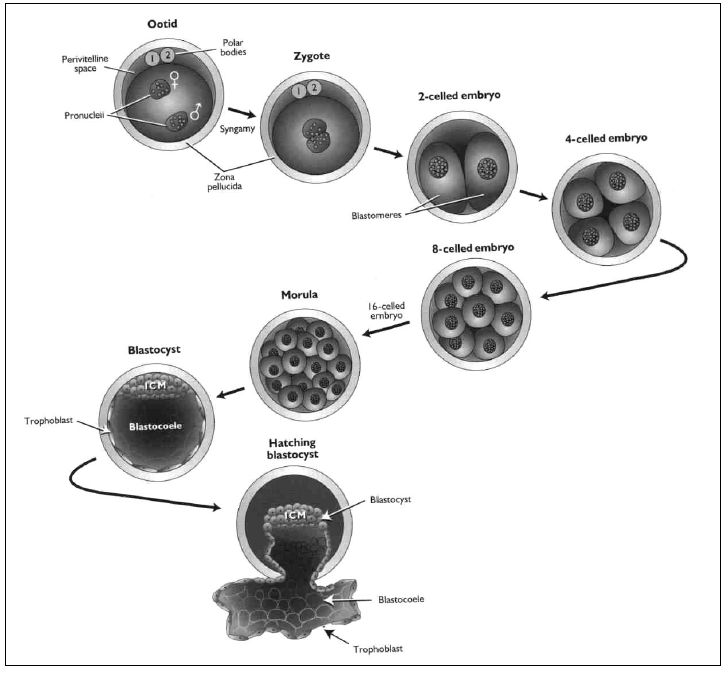 Ootid
Polar
bodies
1 2
Perivitelline
space
♀
Pronucleii
♂
Zygote
1 2
Syngamy
Zona
pellucida
2-celled embryo
Blastomeres
4-celled embryo
8-celled embryo
16-celled
embryo
Morula
Blastocyst
ICM
Trophoblast
Blastocoele
Hatching
blastocyst
Blastocyst
ICM
Blastocoele
Trophoblast